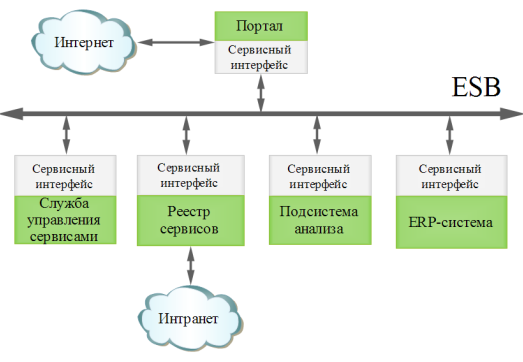 Интернет
Портал
Сервисный
интерфейс
ESB
Сервисный
интерфейс
Служба
управления
сервисами
Сервисный
интерфейс
Реестр
сервисов
Сервисный
интерфейс
Подсистема
анализа
Сервисный
интерфейс
ERP-система
Интранет